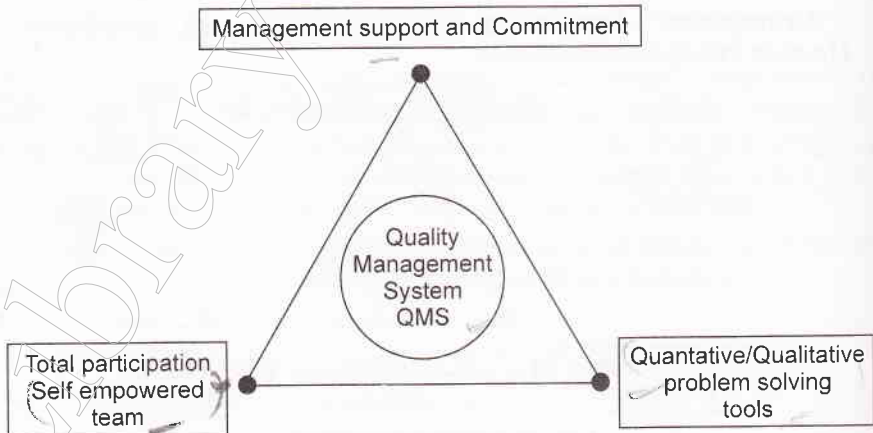 Management support and Commitment
Quality
Management
System
QMS
Total participation
Self empowered
team
Quantative/Qualitative
problem solving
tools